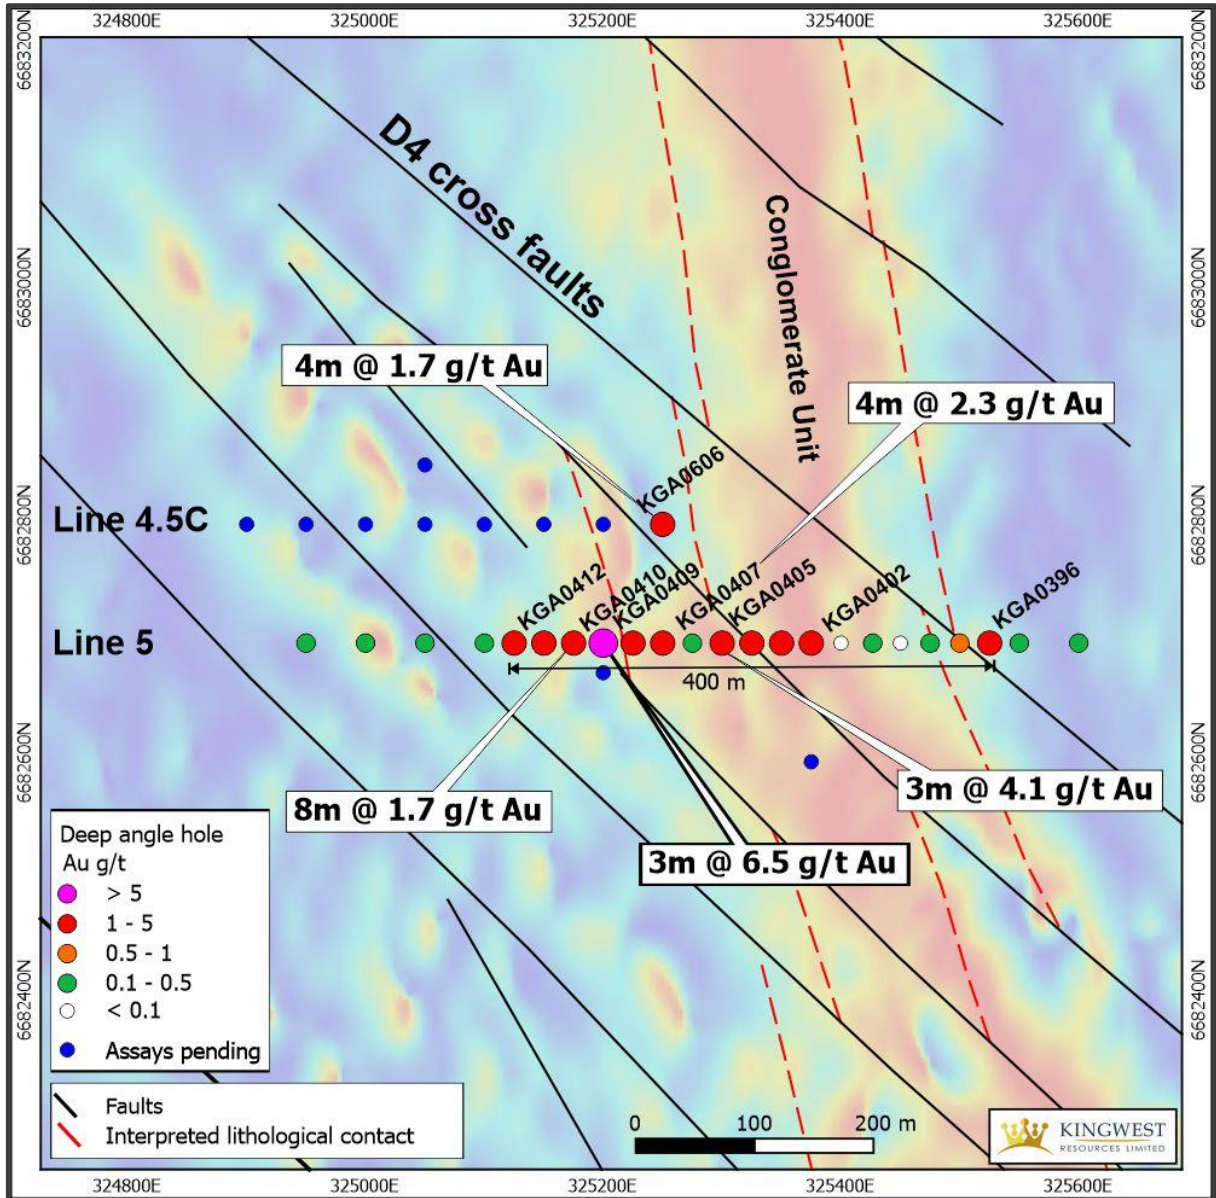 324800E
325000E
325200E
325400E
325600E
6683200N
6683200N
D4 cross faults
Conglomerate Unit
6683000N
6683000N
4m @ 1.7 g/t Au
4m @ 2.3 g/t Au
KGA0606
6682800N
Line 4.5C
6682800N
KGA0412
KGA0410
KGA0409
KGA0407
KGA0405
KGA0402
KGA0396
Line 5
400 m
6682600N
6682600N
3m @ 4.1 g/t Au
8m @ 1.7 g/t Au
3m @ 6.5 g/t Au
Deep angle hole
Au g/t
> 5
1 - 5
0.5 - 1
0.1 - 0.5
< 0.1
Assays pending
6682400N
6682400N
Faults
Interpreted lithological contact
0 100 200 m
KINGWEST
RESOURCES LIMITED
324800E
325000E
325200E
325400E
325600E